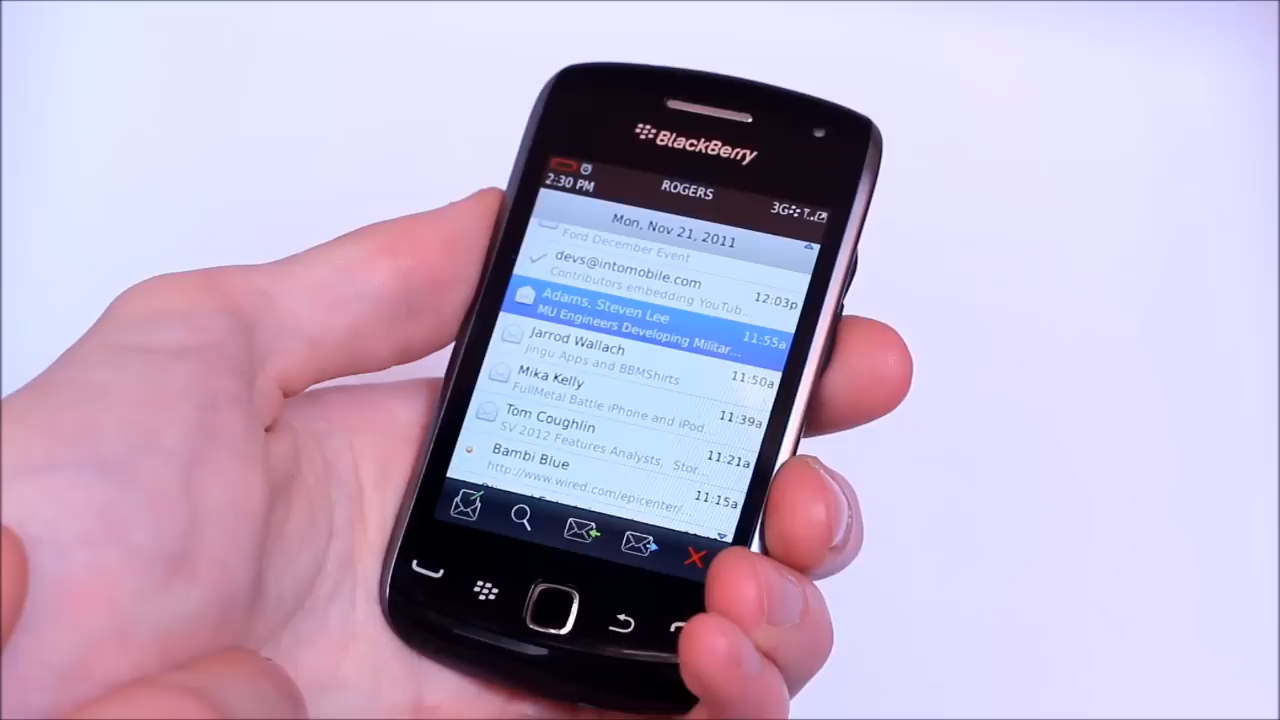 BlackBerry
2:30 PM
ROGERS
3G
Mon, Nov 21, 2011
Ford December Event
devs@intomobile.com
12:03p
Contributors embedding YouTub...
Adams, Steven Lee
11:55a
MU Engineers Developing Militar...
Jarrod Wallach
11:50a
Jingu Apps and BBMShirts
Mika Kelly
11:39a
FullMetal Battle iPhone and iPod
Tom Coughlin
11:21a
SV 2012 Features Analysts, Stor...
Bambi Blue
11:15a
http://www.wired.com/epicenter/...